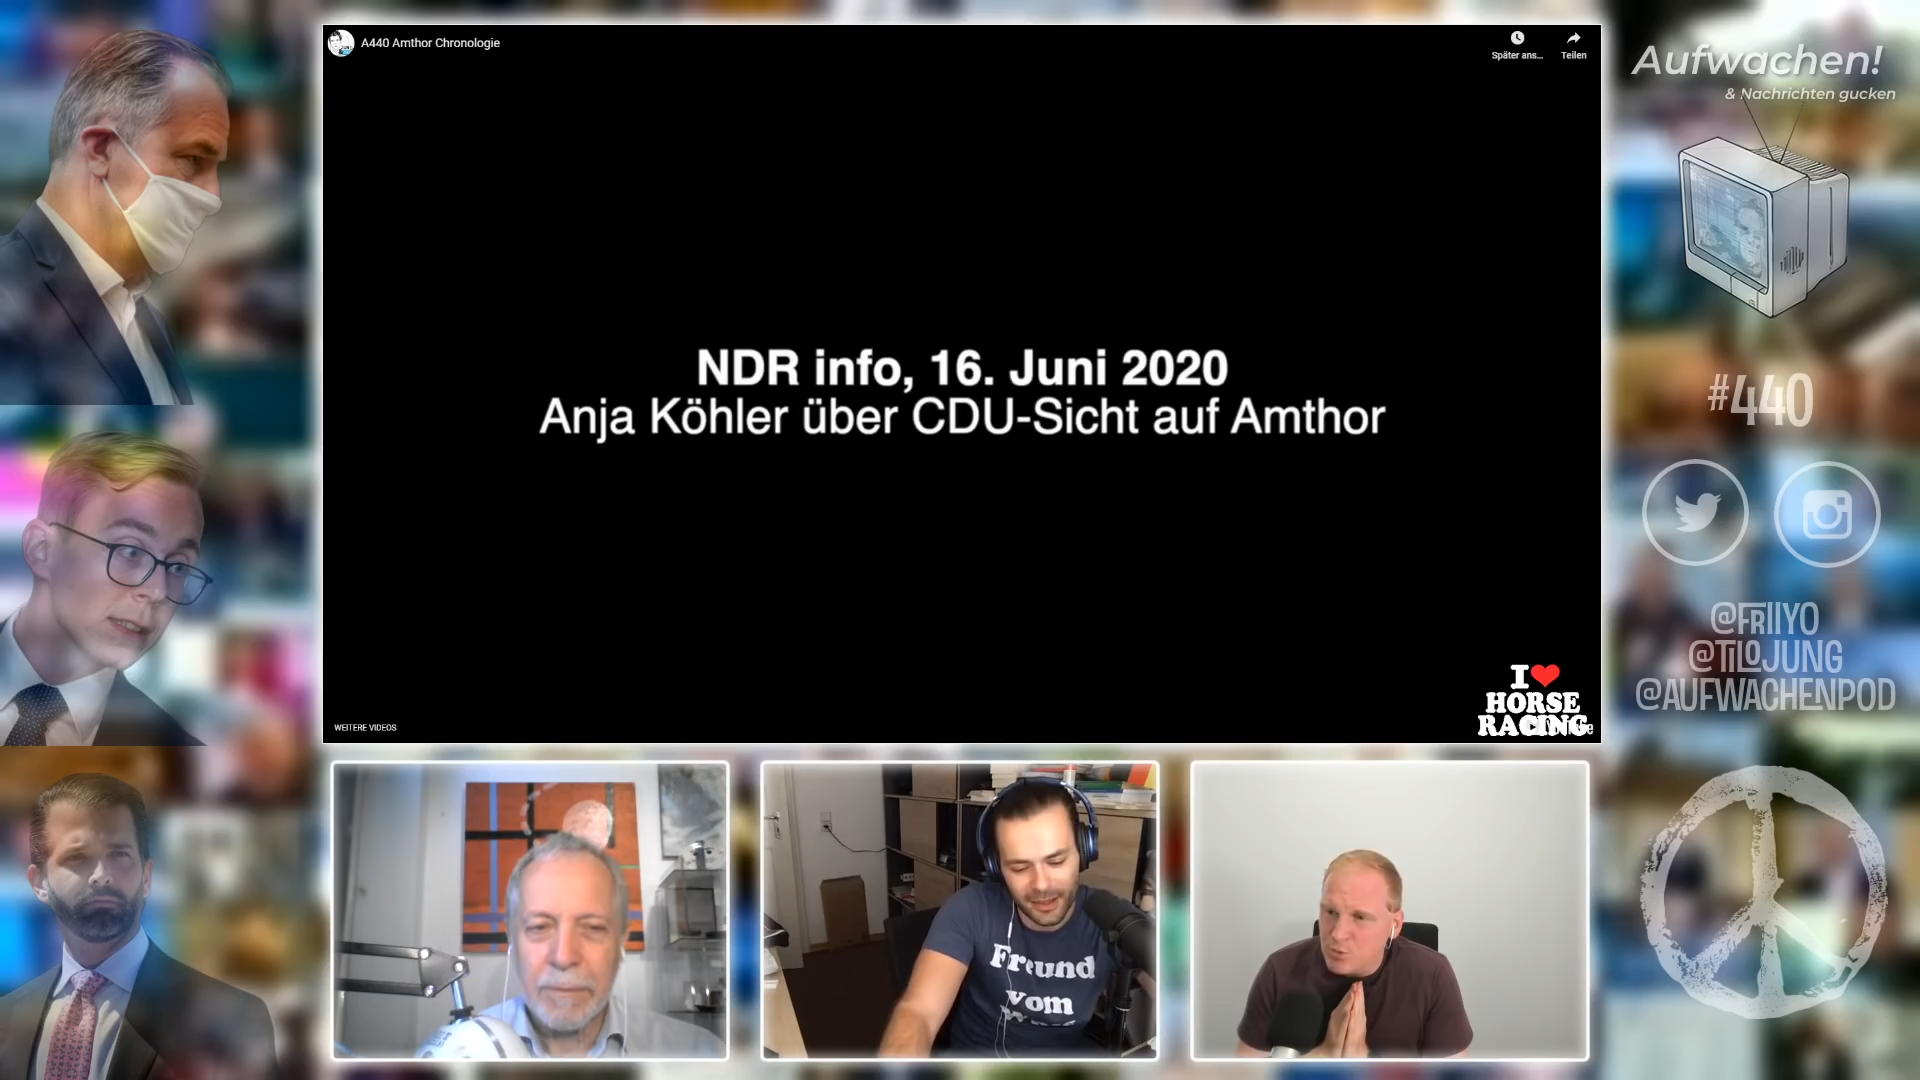 A440 Amthor Chronologie
Später ans...
Teilen
Aufwachen!
& Nachrichten gucken
NDR info, 16. Juni 2020
Anja Köhler über CDU-Sicht auf Amthor
#440
@FRIIYO
@TILOJUNG
@AUFWACHENPOD
I
HORSE
RACING
WEITERE VIDEOS
Freund
vom